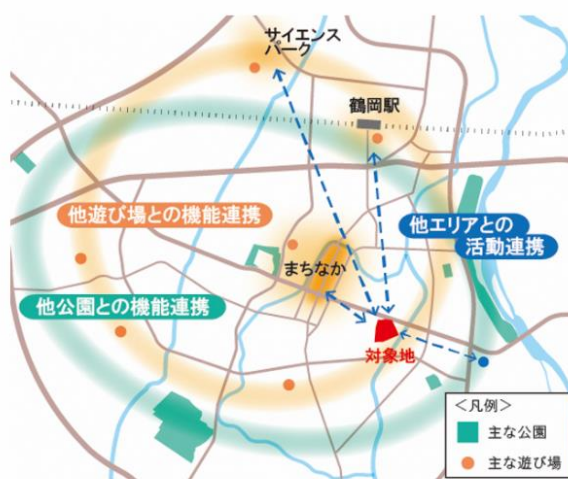 サイエンス
パーク
鶴岡駅
他遊び場との機能連携
他エリアとの
活動連携
まちなか
他公園との機能連携
対象地
<凡例>
主な公園
主な遊び場